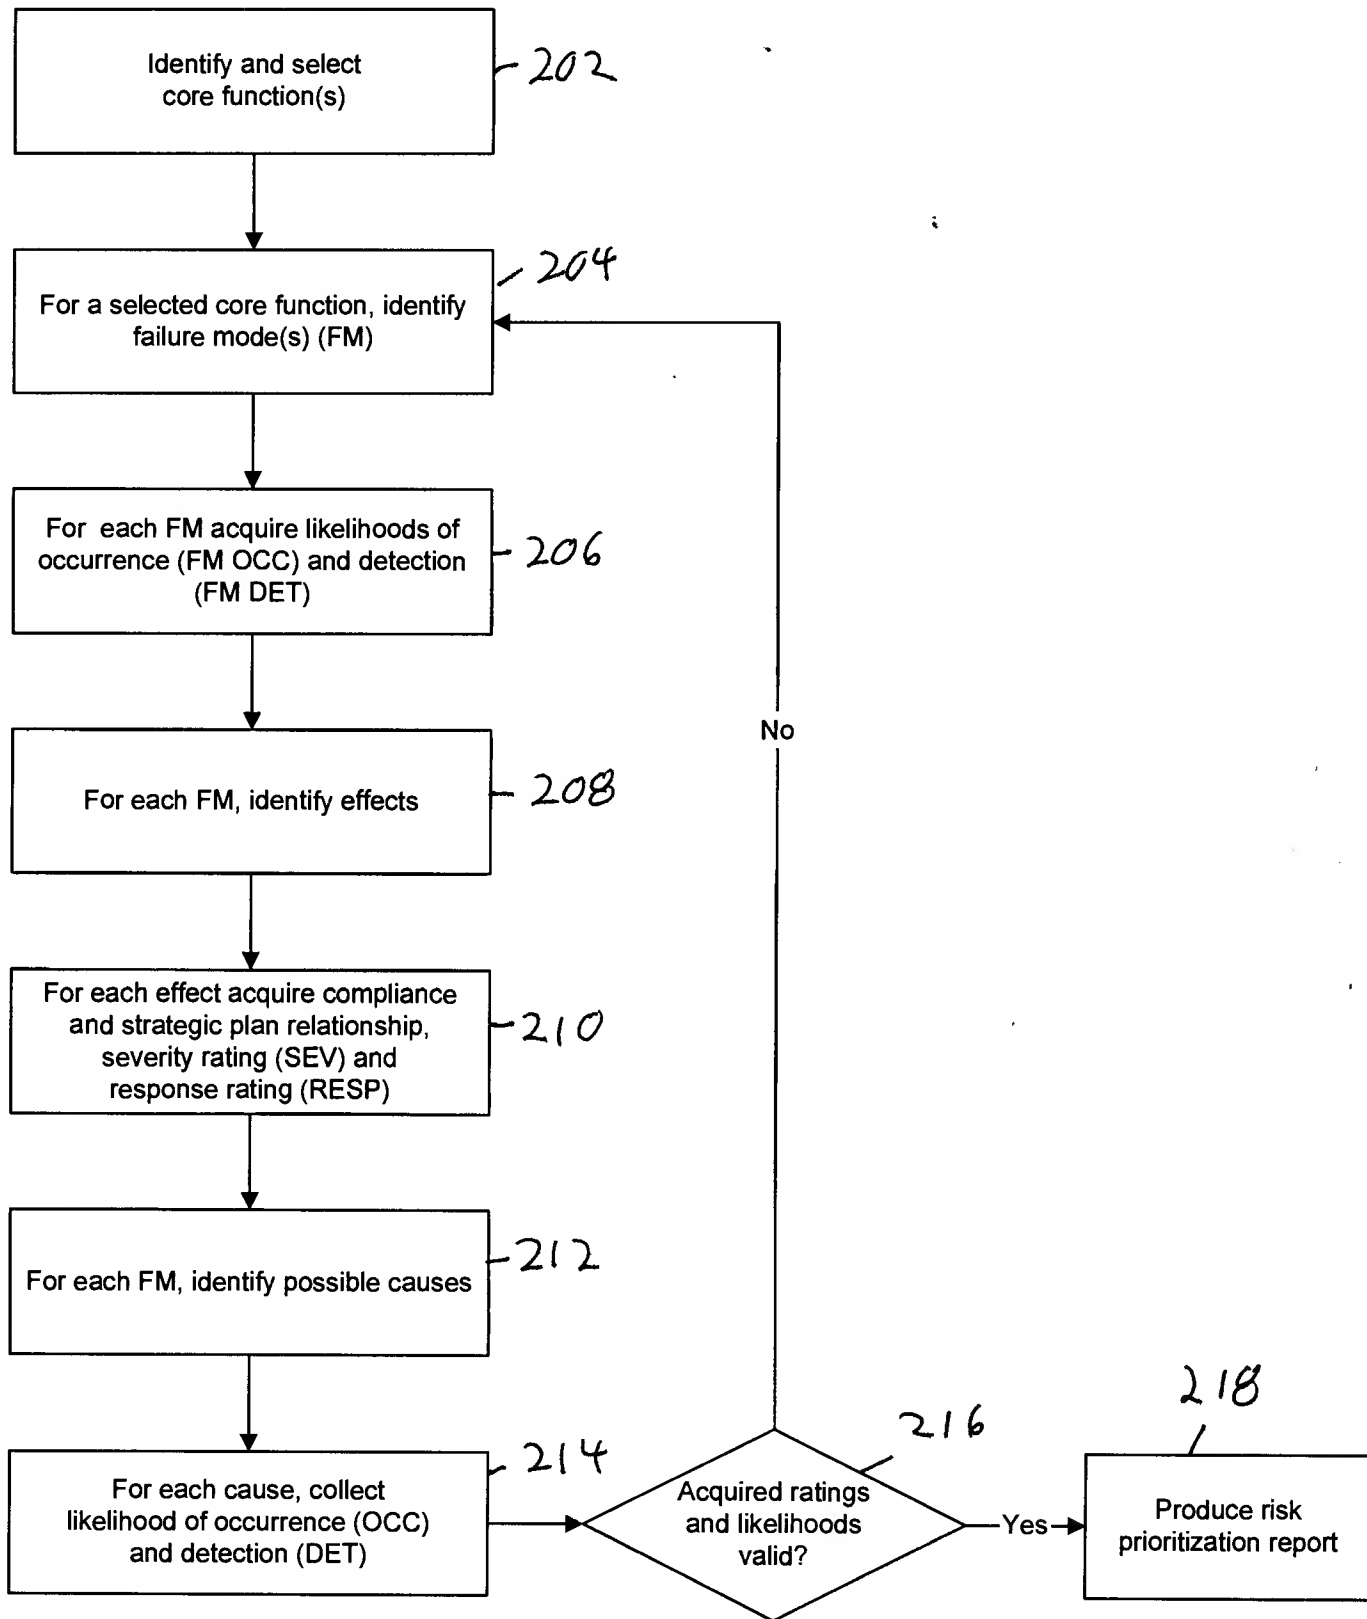 Identify and select
core function(s)
202
For a selected core function, identify
failure mode(s) (FM)
204
For each FM acquire likelihoods of
occurrence (FM OCC) and detection
(FM DET)
206
For each FM, identify effects
208
No
For each effect acquire compliance
and strategic plan relationship,
severity rating (SEV) and
response rating (RESP)
210
For each FM, identify possible causes
212
For each cause, collect
likelihood of occurrence (OCC)
and detection (DET)
214
Acquired ratings
and likelihoods
valid?
216
Yes
Produce risk
prioritization report
218